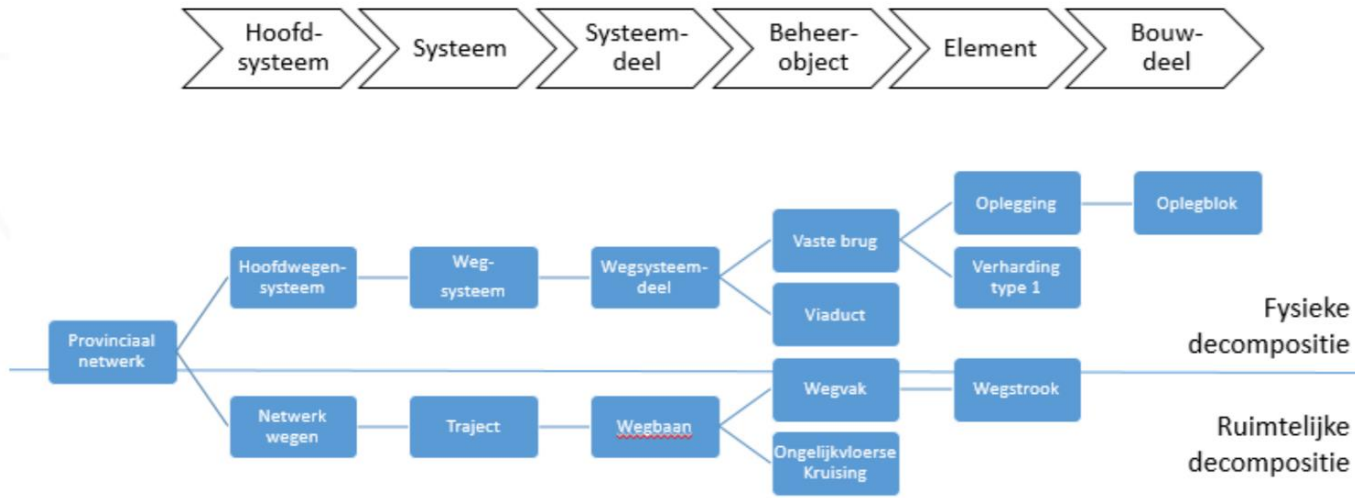 Hoofd-
systeem
Systeem
Systeem-
deel
Beheer-
object
Element
Bouw-
deel
Oplegging
Oplegblok
Vaste brug
Hoofdwegen-
systeem
Weg-
systeem
Wegsysteem-
deel
Verharding
type 1
Viaduct
Fysieke
decompositie
Provinciaal
netwerk
Wegvak
Wegstrook
Netwerk
wegen
Traject
Wegbaan
Ongelijkvloerse
Kruising
Ruimtelijke
decompositie